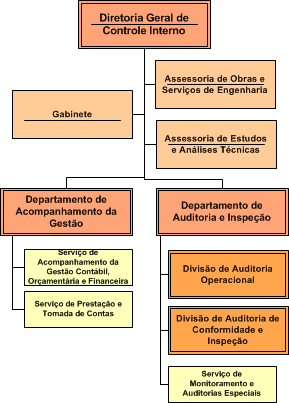 Diretoria Geral de
Controle Interno
Assessoria de Obras e
Serviços de Engenharia
Gabinete
Assessoria de Estudos
e Análises Técnicas
Departamento de
Acompanhamento da
Gestão
Serviço de
Acompanhamento da
Gestão Contábil,
Orçamentária e Financeira
Serviço de Prestação e
Tomada de Contas
Departamento de
Auditoria e Inspeção
Divisão de Auditoria
Operacional
Divisão de Auditoria de
Conformidade e
Inspeção
Serviço de
Monitoramento e
Auditorias Especiais